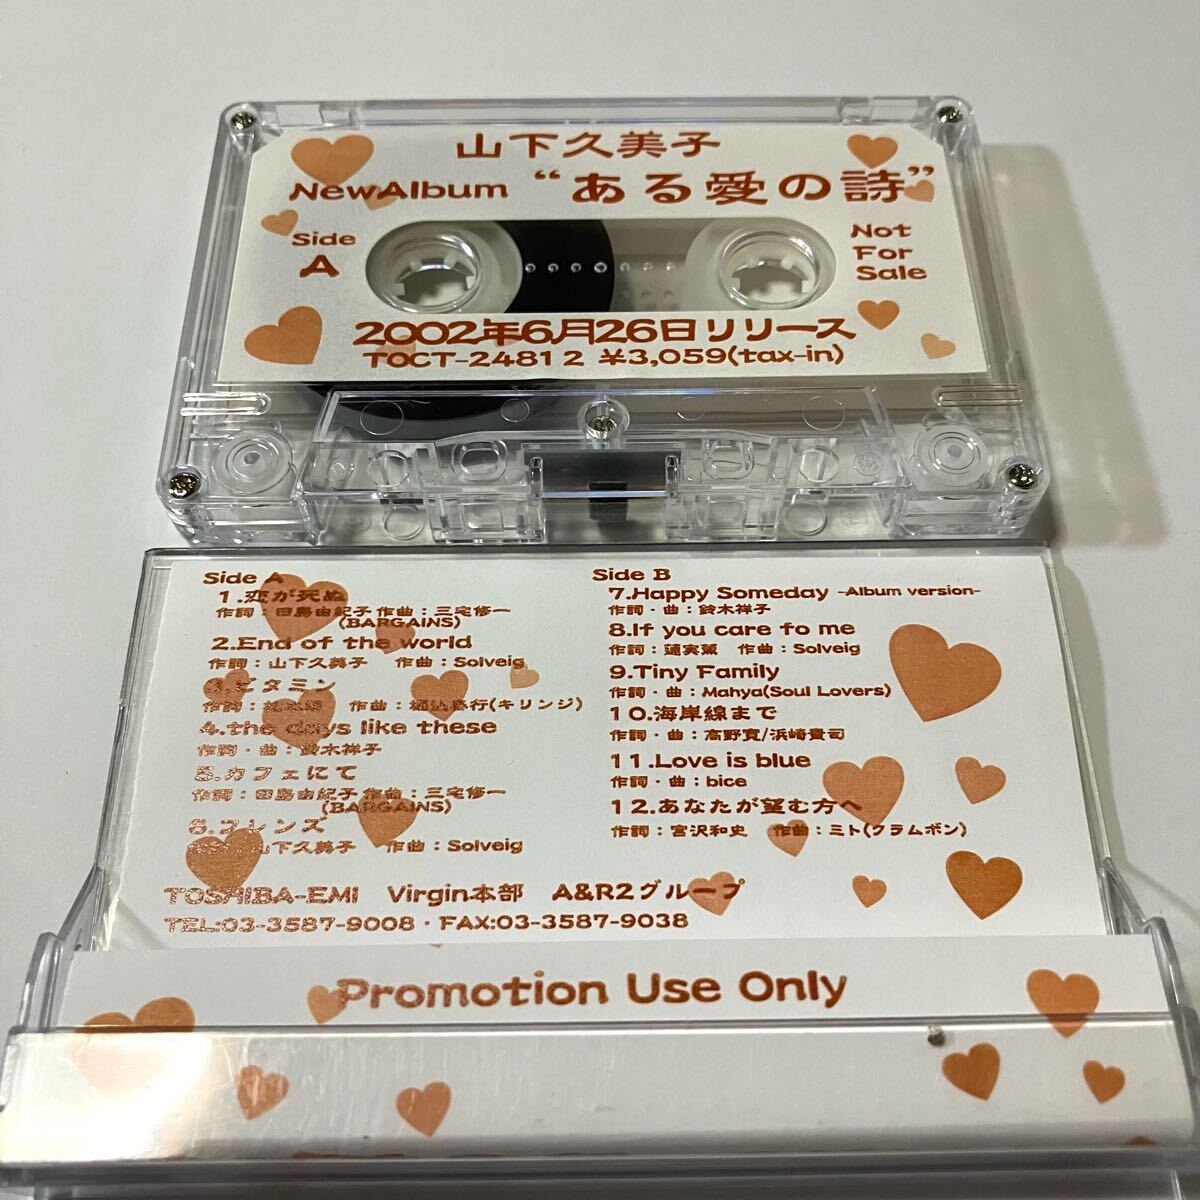 山下久美子
NewAlbum “ある愛の詩”
Side A
Not For Sale
2002年6月26日リリース
TOCT-24812 ¥3,059(tax-in)
Side A
1.恋が死ぬ
作詞：田島由紀子 作曲：三宅修一
(BARGAINS)
2.End of the world
作詞：山下久美子 作曲：Solveig
3.ビタミン
作詞： 作曲：堀込泰行(キリンジ)
4.the days like these
作詞・曲：鈴木祥子
5.カフェにて
作詞：田島由紀子 作曲：三宅修一
(BARGAINS)
6.フレンズ
作詞：山下久美子 作曲：Solveig
Side B
7.Happy Someday -Album version-
作詞・曲：鈴木祥子
8.If you care fo me
作詞：蓮実薫 作曲：Solveig
9.Tiny Family
作詞・曲：Mahya(Soul Lovers)
10.海岸線まで
作詞・曲：高野寛/浜崎貴司
11.Love is blue
作詞・曲：bice
12.あなたが望む方へ
作詞：宮沢和史 作曲：ミト(クラムボン)
TOSHIBA-EMI Virgin本部 A&R2グループ
TEL:03-3587-9008・FAX:03-3587-9038
Promotion Use Only